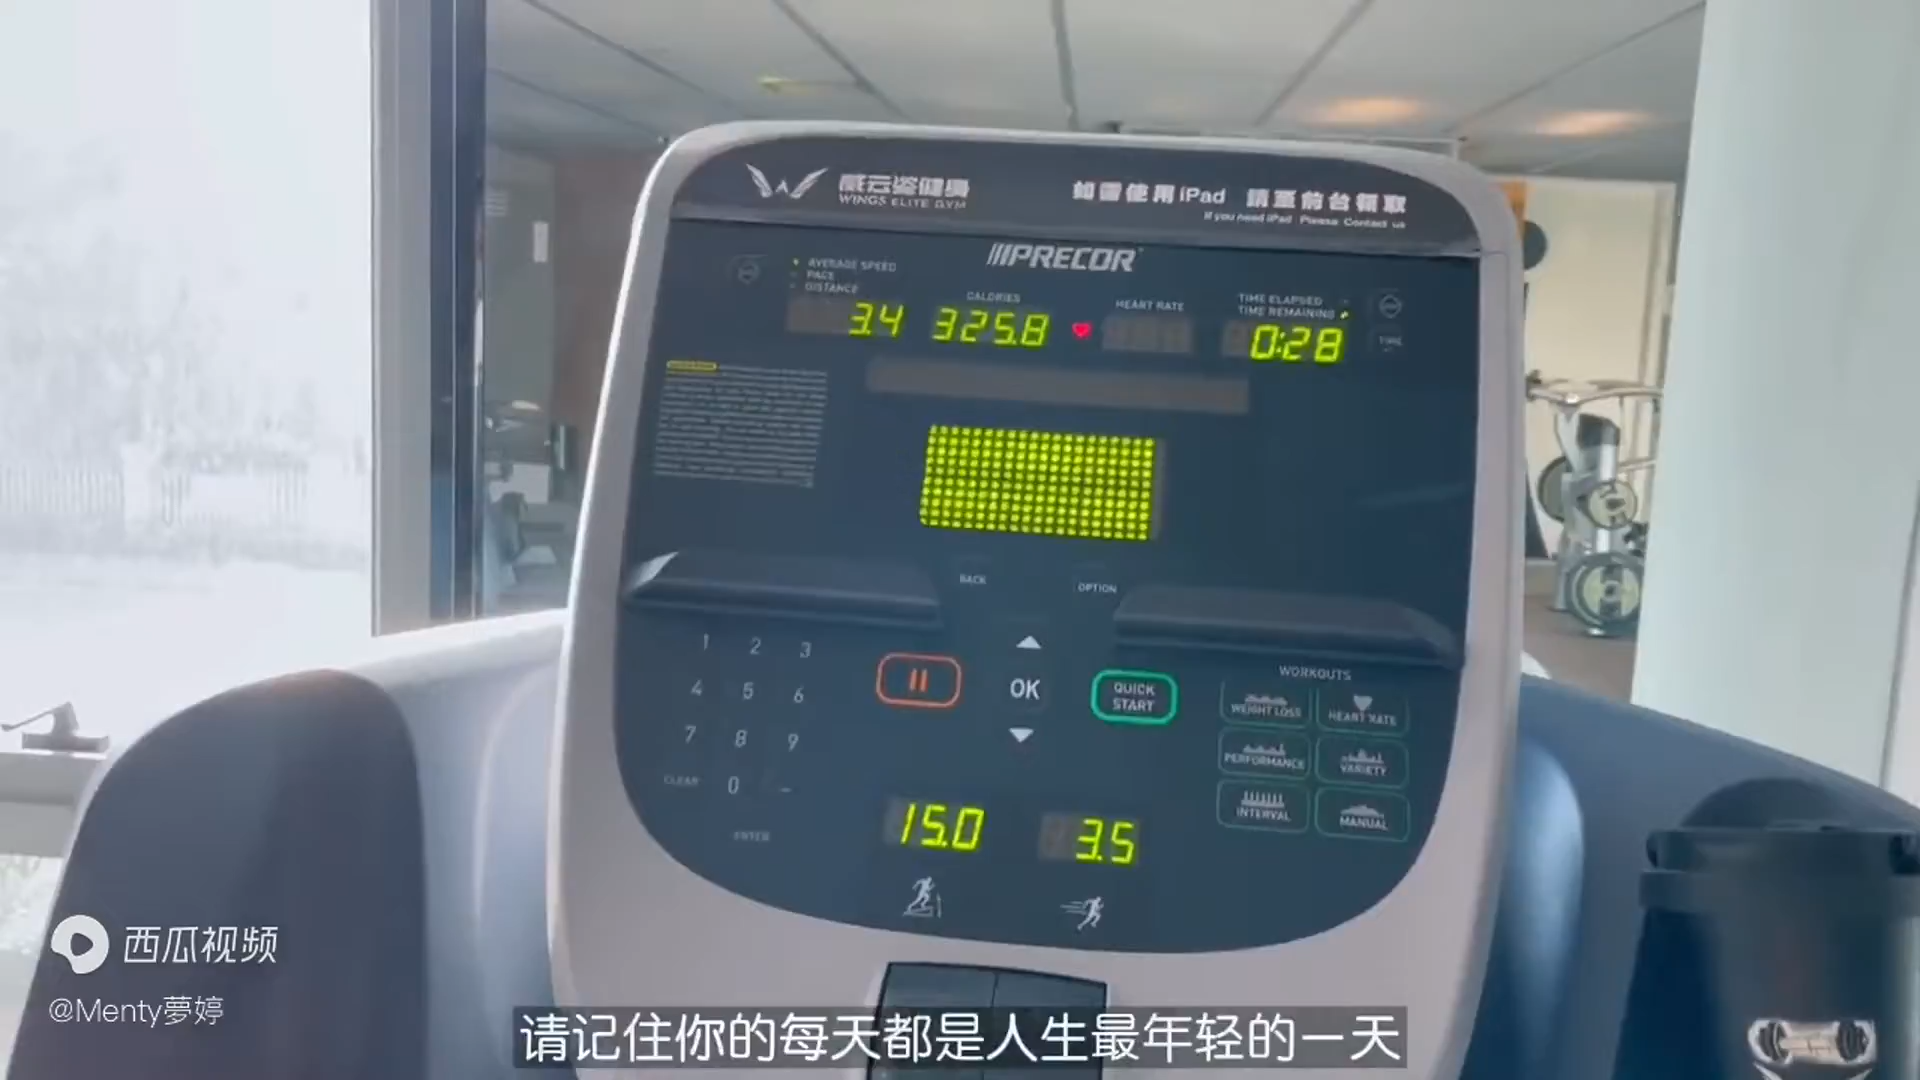 威云姿健身
WINGS ELITE GYM
如需使用iPad 請至前台領取
If you need iPad Please Contact us
PRECOR
AVERAGE SPEED
PACE
DISTANCE
CALORIES
HEART RATE
TIME ELAPSED
TIME REMAINING
TIME
3.4
325.8
0:28
BACK
OPTION
1 2 3
4 5 6
7 8 9
CLEAR 0
ENTER
OK
QUICK
START
WORKOUTS
WEIGHT LOSS
HEART RATE
PERFORMANCE
VARIETY
INTERVAL
MANUAL
15.0
3.5
西瓜视频
@Menty夢婷
请记住你的每天都是人生最年轻的一天